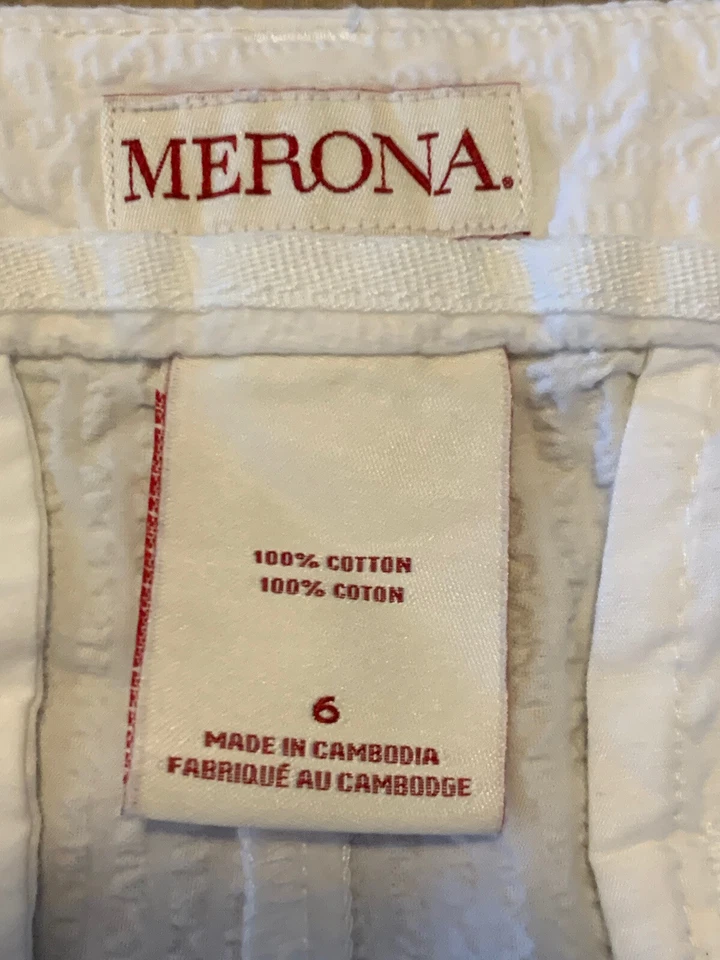 MERONA.
100% COTTON
100% COTON
6
MADE IN CAMBODIA
FABRIQUÉ AU CAMBODGE